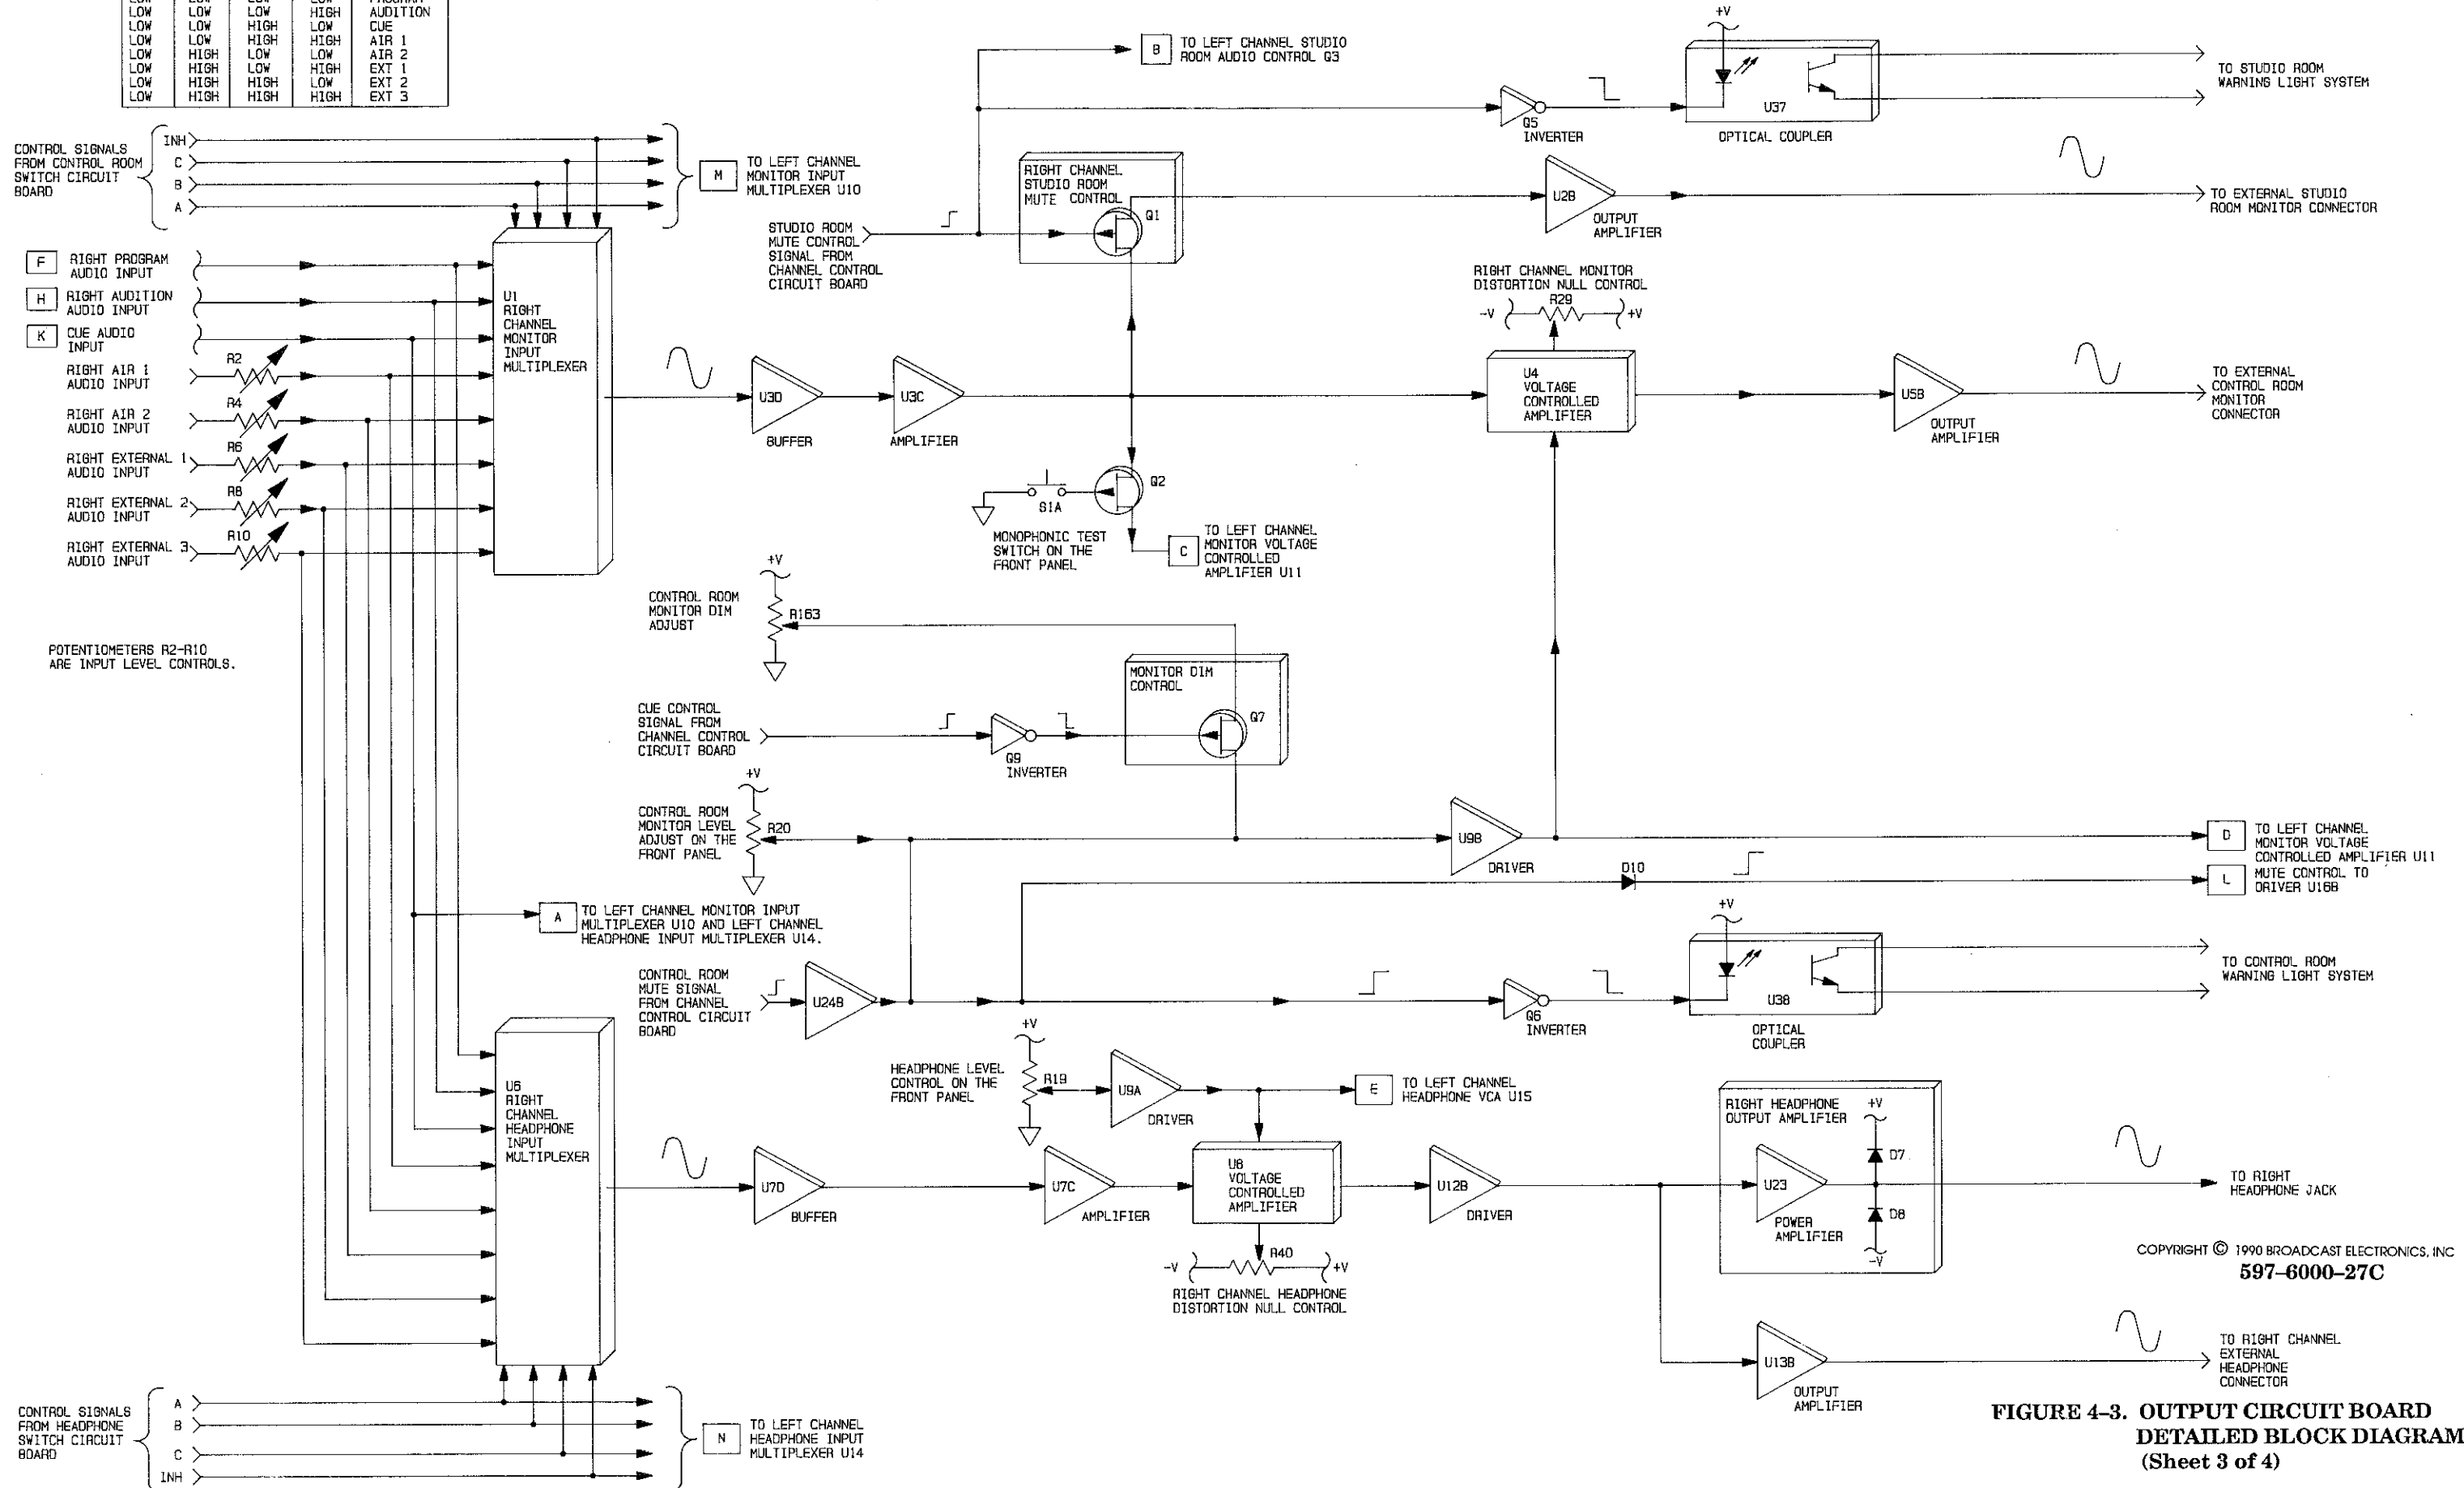 LOW LOW LOW HIGH AUDITION
LOW LOW HIGH LOW CUE
LOW LOW HIGH HIGH AIR 1
LOW HIGH LOW LOW AIR 2
LOW HIGH LOW HIGH EXT 1
LOW HIGH HIGH LOW EXT 2
LOW HIGH HIGH HIGH EXT 3
CONTROL SIGNALS
FROM CONTROL ROOM
SWITCH CIRCUIT
BOARD
INH
C
B
A
M
TO LEFT CHANNEL
MONITOR INPUT
MULTIPLEXER U10
F
RIGHT PROGRAM
AUDIO INPUT
H
RIGHT AUDITION
AUDIO INPUT
K
CUE AUDIO
INPUT
RIGHT AIR 1
AUDIO INPUT
R2
RIGHT AIR 2
AUDIO INPUT
R4
RIGHT EXTERNAL 1
AUDIO INPUT
R6
RIGHT EXTERNAL 2
AUDIO INPUT
R8
RIGHT EXTERNAL 3
AUDIO INPUT
R10
U1
RIGHT
CHANNEL
MONITOR
INPUT
MULTIPLEXER
POTENTIOMETERS R2-R10
ARE INPUT LEVEL CONTROLS.
B
TO LEFT CHANNEL STUDIO
ROOM AUDIO CONTROL Q3
Q5
INVERTER
+V
U37
OPTICAL COUPLER
TO STUDIO ROOM
WARNING LIGHT SYSTEM
STUDIO ROOM
MUTE CONTROL
SIGNAL FROM
CHANNEL CONTROL
CIRCUIT BOARD
RIGHT CHANNEL
STUDIO ROOM
MUTE CONTROL
Q1
U2B
OUTPUT
AMPLIFIER
TO EXTERNAL STUDIO
ROOM MONITOR CONNECTOR
RIGHT CHANNEL MONITOR
DISTORTION NULL CONTROL
-V
R29
+V
U3D
BUFFER
U3C
AMPLIFIER
U4
VOLTAGE
CONTROLLED
AMPLIFIER
U5B
OUTPUT
AMPLIFIER
TO EXTERNAL
CONTROL ROOM
MONITOR
CONNECTOR
Q2
S1A
MONOPHONIC TEST
SWITCH ON THE
FRONT PANEL
C
TO LEFT CHANNEL
MONITOR VOLTAGE
CONTROLLED
AMPLIFIER U11
+V
CONTROL ROOM
MONITOR DIM
ADJUST
R163
MONITOR DIM
CONTROL
Q7
CUE CONTROL
SIGNAL FROM
CHANNEL CONTROL
CIRCUIT BOARD
Q9
INVERTER
+V
CONTROL ROOM
MONITOR LEVEL
ADJUST ON THE
FRONT PANEL
R20
U9B
DRIVER
D
TO LEFT CHANNEL
MONITOR VOLTAGE
CONTROLLED AMPLIFIER U11
D10
L
MUTE CONTROL TO
DRIVER U16B
A
TO LEFT CHANNEL MONITOR INPUT
MULTIPLEXER U10 AND LEFT CHANNEL
HEADPHONE INPUT MULTIPLEXER U14.
CONTROL ROOM
MUTE SIGNAL
FROM CHANNEL
CONTROL CIRCUIT
BOARD
U24B
Q6
INVERTER
+V
U38
OPTICAL
COUPLER
TO CONTROL ROOM
WARNING LIGHT SYSTEM
+V
HEADPHONE LEVEL
CONTROL ON THE
FRONT PANEL
R19
U9A
DRIVER
E
TO LEFT CHANNEL
HEADPHONE VCA U15
U6
RIGHT
CHANNEL
HEADPHONE
INPUT
MULTIPLEXER
U7D
BUFFER
U7C
AMPLIFIER
U8
VOLTAGE
CONTROLLED
AMPLIFIER
-V
R40
+V
RIGHT CHANNEL HEADPHONE
DISTORTION NULL CONTROL
U12B
DRIVER
RIGHT HEADPHONE
OUTPUT AMPLIFIER
+V
D7
U23
POWER
AMPLIFIER
D8
-V
TO RIGHT
HEADPHONE JACK
U13B
OUTPUT
AMPLIFIER
TO RIGHT CHANNEL
EXTERNAL
HEADPHONE
CONNECTOR
CONTROL SIGNALS
FROM HEADPHONE
SWITCH CIRCUIT
BOARD
A
B
C
INH
N
TO LEFT CHANNEL
HEADPHONE INPUT
MULTIPLEXER U14
COPYRIGHT © 1990 BROADCAST ELECTRONICS, INC
597-6000-27C
FIGURE 4-3. OUTPUT CIRCUIT BOARD
DETAILED BLOCK DIAGRAM
(Sheet 3 of 4)